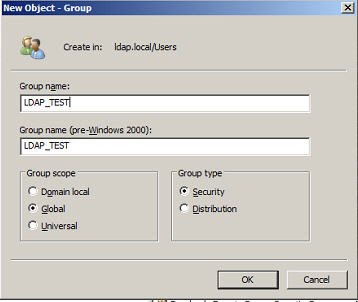 New Object - Group
Create in: ldap.local/Users
Group name:
LDAP_TEST
Group name (pre-Windows 2000):
LDAP_TEST
Group scope
Domain local
Global
Universal
Group type
Security
Distribution
OK
Cancel